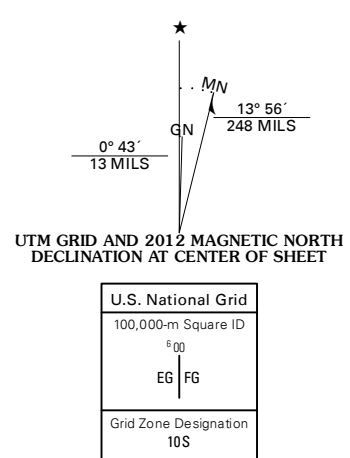 ★
MN
GN
13° 56´
248 MILS
0° 43´
13 MILS
UTM GRID AND 2012 MAGNETIC NORTH
DECLINATION AT CENTER OF SHEET
U.S. National Grid
100,000-m Square ID
⁶00
EG FG
Grid Zone Designation
10S